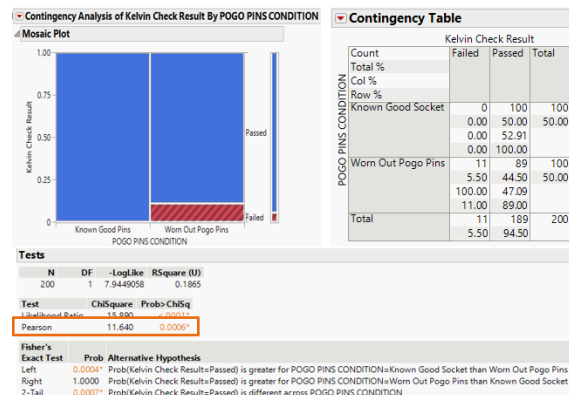 Contingency Analysis of Kelvin Check Result By POGO PINS CONDITION
Mosaic Plot
1.00
0.75
0.50
0.25
0
Kelvin Check Result
Passed
Failed
Known Good Pins Worn Out Pogo Pins
POGO PINS CONDITION
Contingency Table
Kelvin Check Result
POGO PINS CONDITION
Count Failed Passed Total
Total %
Col %
Row %
Known Good Socket 0 100 100
0.00 50.00 50.00
0.00 52.91
0.00 100.00
Worn Out Pogo Pins 11 89 100
5.50 44.50 50.00
100.00 47.09
11.00 89.00
Total 11 189 200
5.50 94.50
Tests
N DF -LogLike RSquare (U)
200 1 7.9449058 0.1865
Test ChiSquare Prob>ChiSq
Likelihood Ratio 15.890 <.0001*
Pearson 11.640 0.0006*
Fisher's
Exact Test Prob Alternative Hypothesis
Left 0.0004* Prob(Kelvin Check Result=Passed) is greater for POGO PINS CONDITION=Known Good Socket than Worn Out Pogo Pins
Right 1.0000 Prob(Kelvin Check Result=Passed) is greater for POGO PINS CONDITION=Worn Out Pogo Pins than Known Good Socket
2-Tail 0.0007* Prob(Kelvin Check Result=Passed) is different across POGO PINS CONDITION